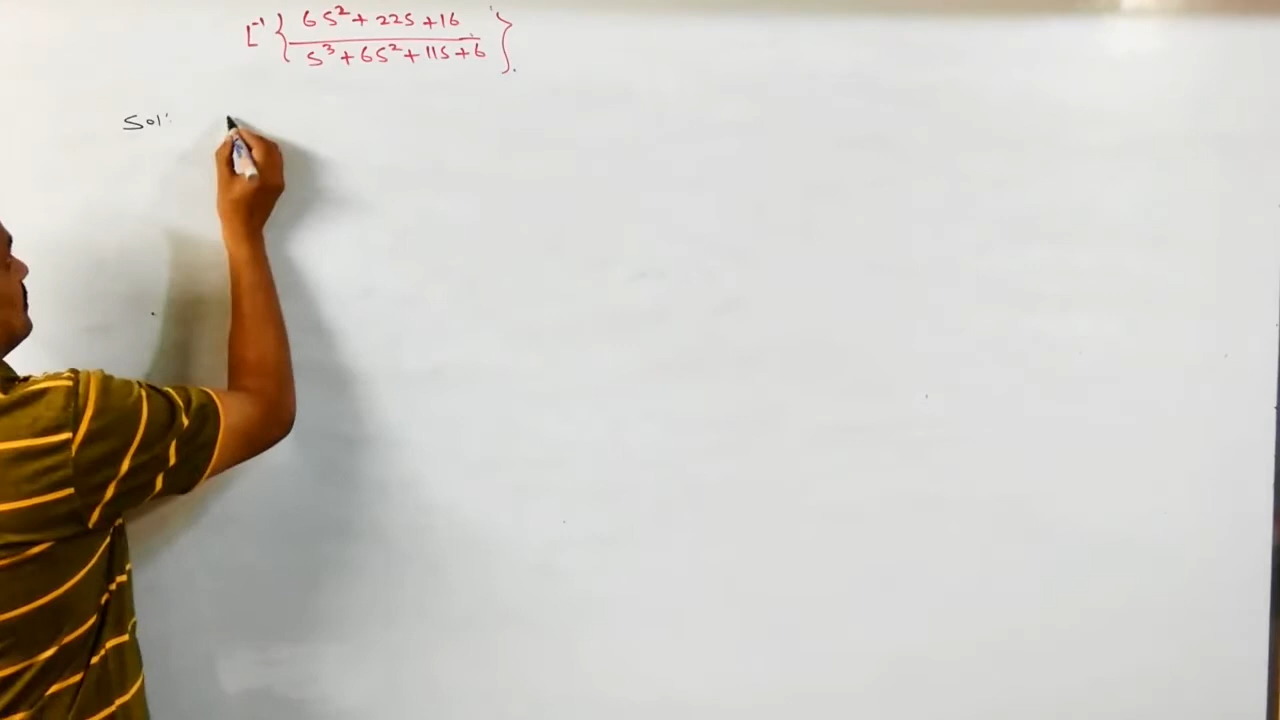 L⁻¹ { (6s² + 22s + 16) / (s³ + 6s² + 11s + 6) }.
Sol: